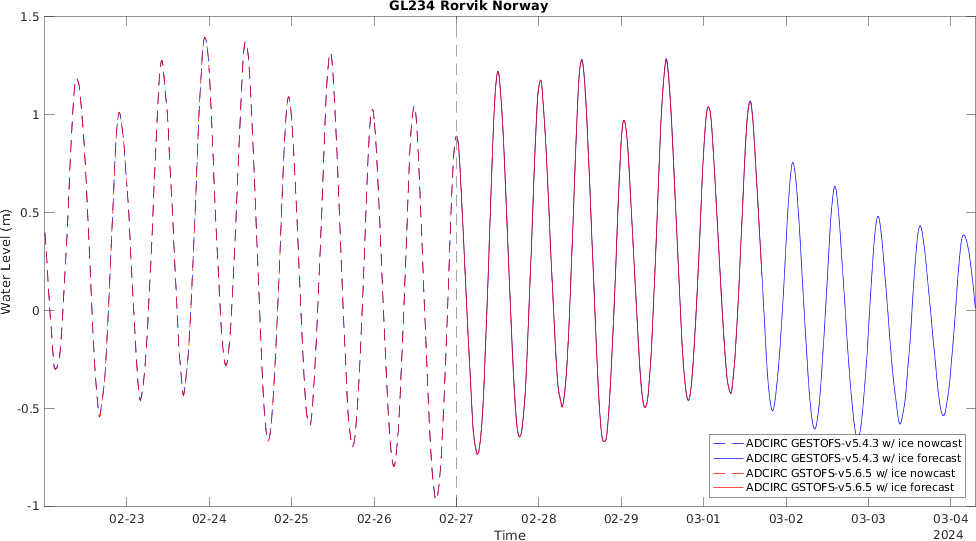 GL234 Rorvik Norway
1.5
1
0.5
0
-0.5
-1
Water Level (m)
02-23 02-24 02-25 02-26 02-27 02-28 02-29 03-01 03-02 03-03 03-04
Time
2024
ADCIRC GESTOFS-v5.4.3 w/ ice nowcast
ADCIRC GESTOFS-v5.4.3 w/ ice forecast
ADCIRC GSTOFS-v5.6.5 w/ ice nowcast
ADCIRC GSTOFS-v5.6.5 w/ ice forecast